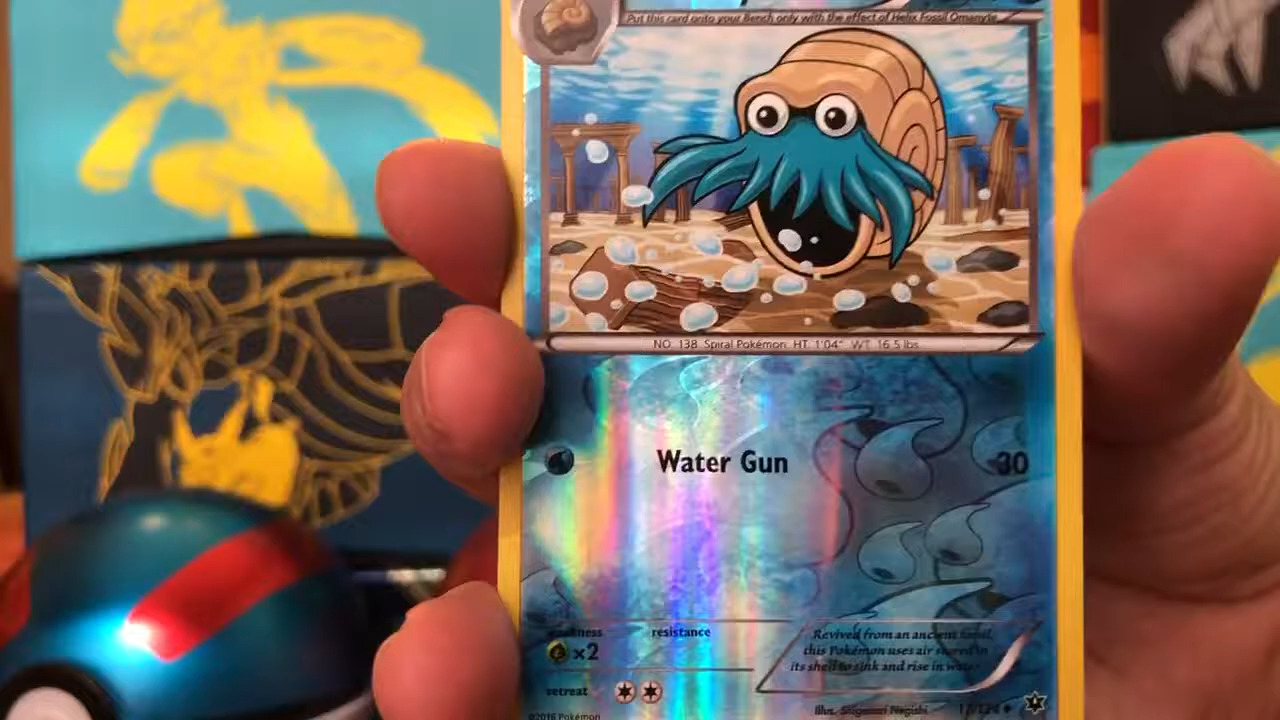 Put this card onto your Bench only with the effect of Helix Fossil Omanyte.
NO. 138 Spiral Pokémon HT: 1'04" WT: 16.5 lbs
Water Gun 30
weakness resistance
×2
Revived from an ancient fossil,
this Pokémon uses air stored in
its shell to sink and rise in water.
retreat
Illus. Shigenori Negishi 17/124
©2016 Pokémon